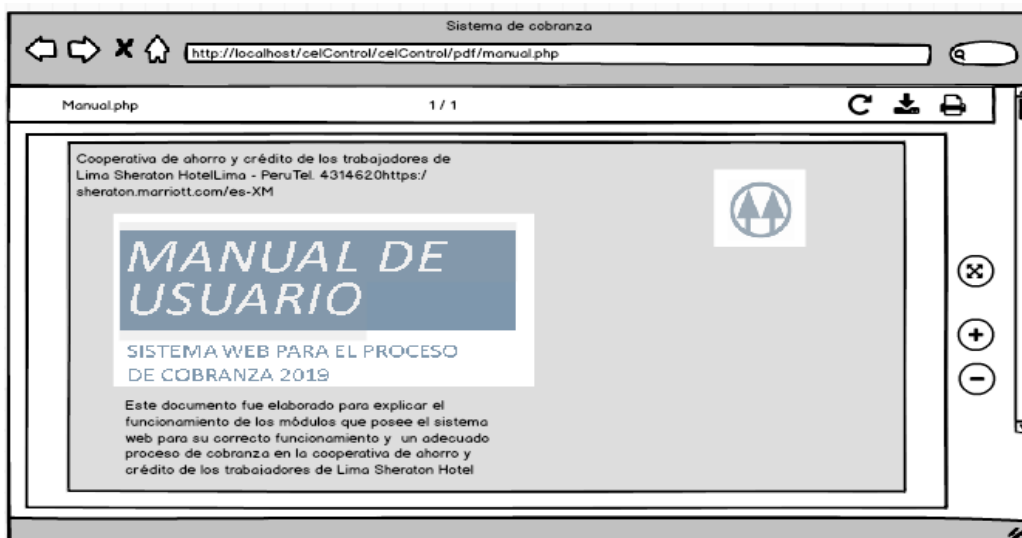 Sistema de cobranza
http://localhost/celControl/celControl/pdf/manual.php
Manual.php
1 / 1
Cooperativa de ahorro y crédito de los trabajadores de
Lima Sheraton HotelLima - PeruTel. 4314620https:/
sheraton.marriott.com/es-XM
MANUAL DE
USUARIO
SISTEMA WEB PARA EL PROCESO
DE COBRANZA 2019
Este documento fue elaborado para explicar el
funcionamiento de los módulos que posee el sistema
web para su correcto funcionamiento y un adecuado
proceso de cobranza en la cooperativa de ahorro y
crédito de los trabajadores de Lima Sheraton Hotel